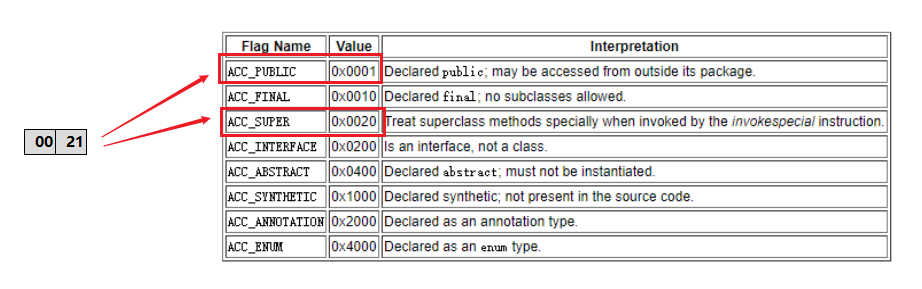 Flag Name Value Interpretation
ACC_PUBLIC 0x0001 Declared public; may be accessed from outside its package.
ACC_FINAL 0x0010 Declared final; no subclasses allowed.
ACC_SUPER 0x0020 Treat superclass methods specially when invoked by the invokespecial instruction.
00 21
ACC_INTERFACE 0x0200 Is an interface, not a class.
ACC_ABSTRACT 0x0400 Declared abstract; must not be instantiated.
ACC_SYNTHETIC 0x1000 Declared synthetic; not present in the source code.
ACC_ANNOTATION 0x2000 Declared as an annotation type.
ACC_ENUM 0x4000 Declared as an enum type.